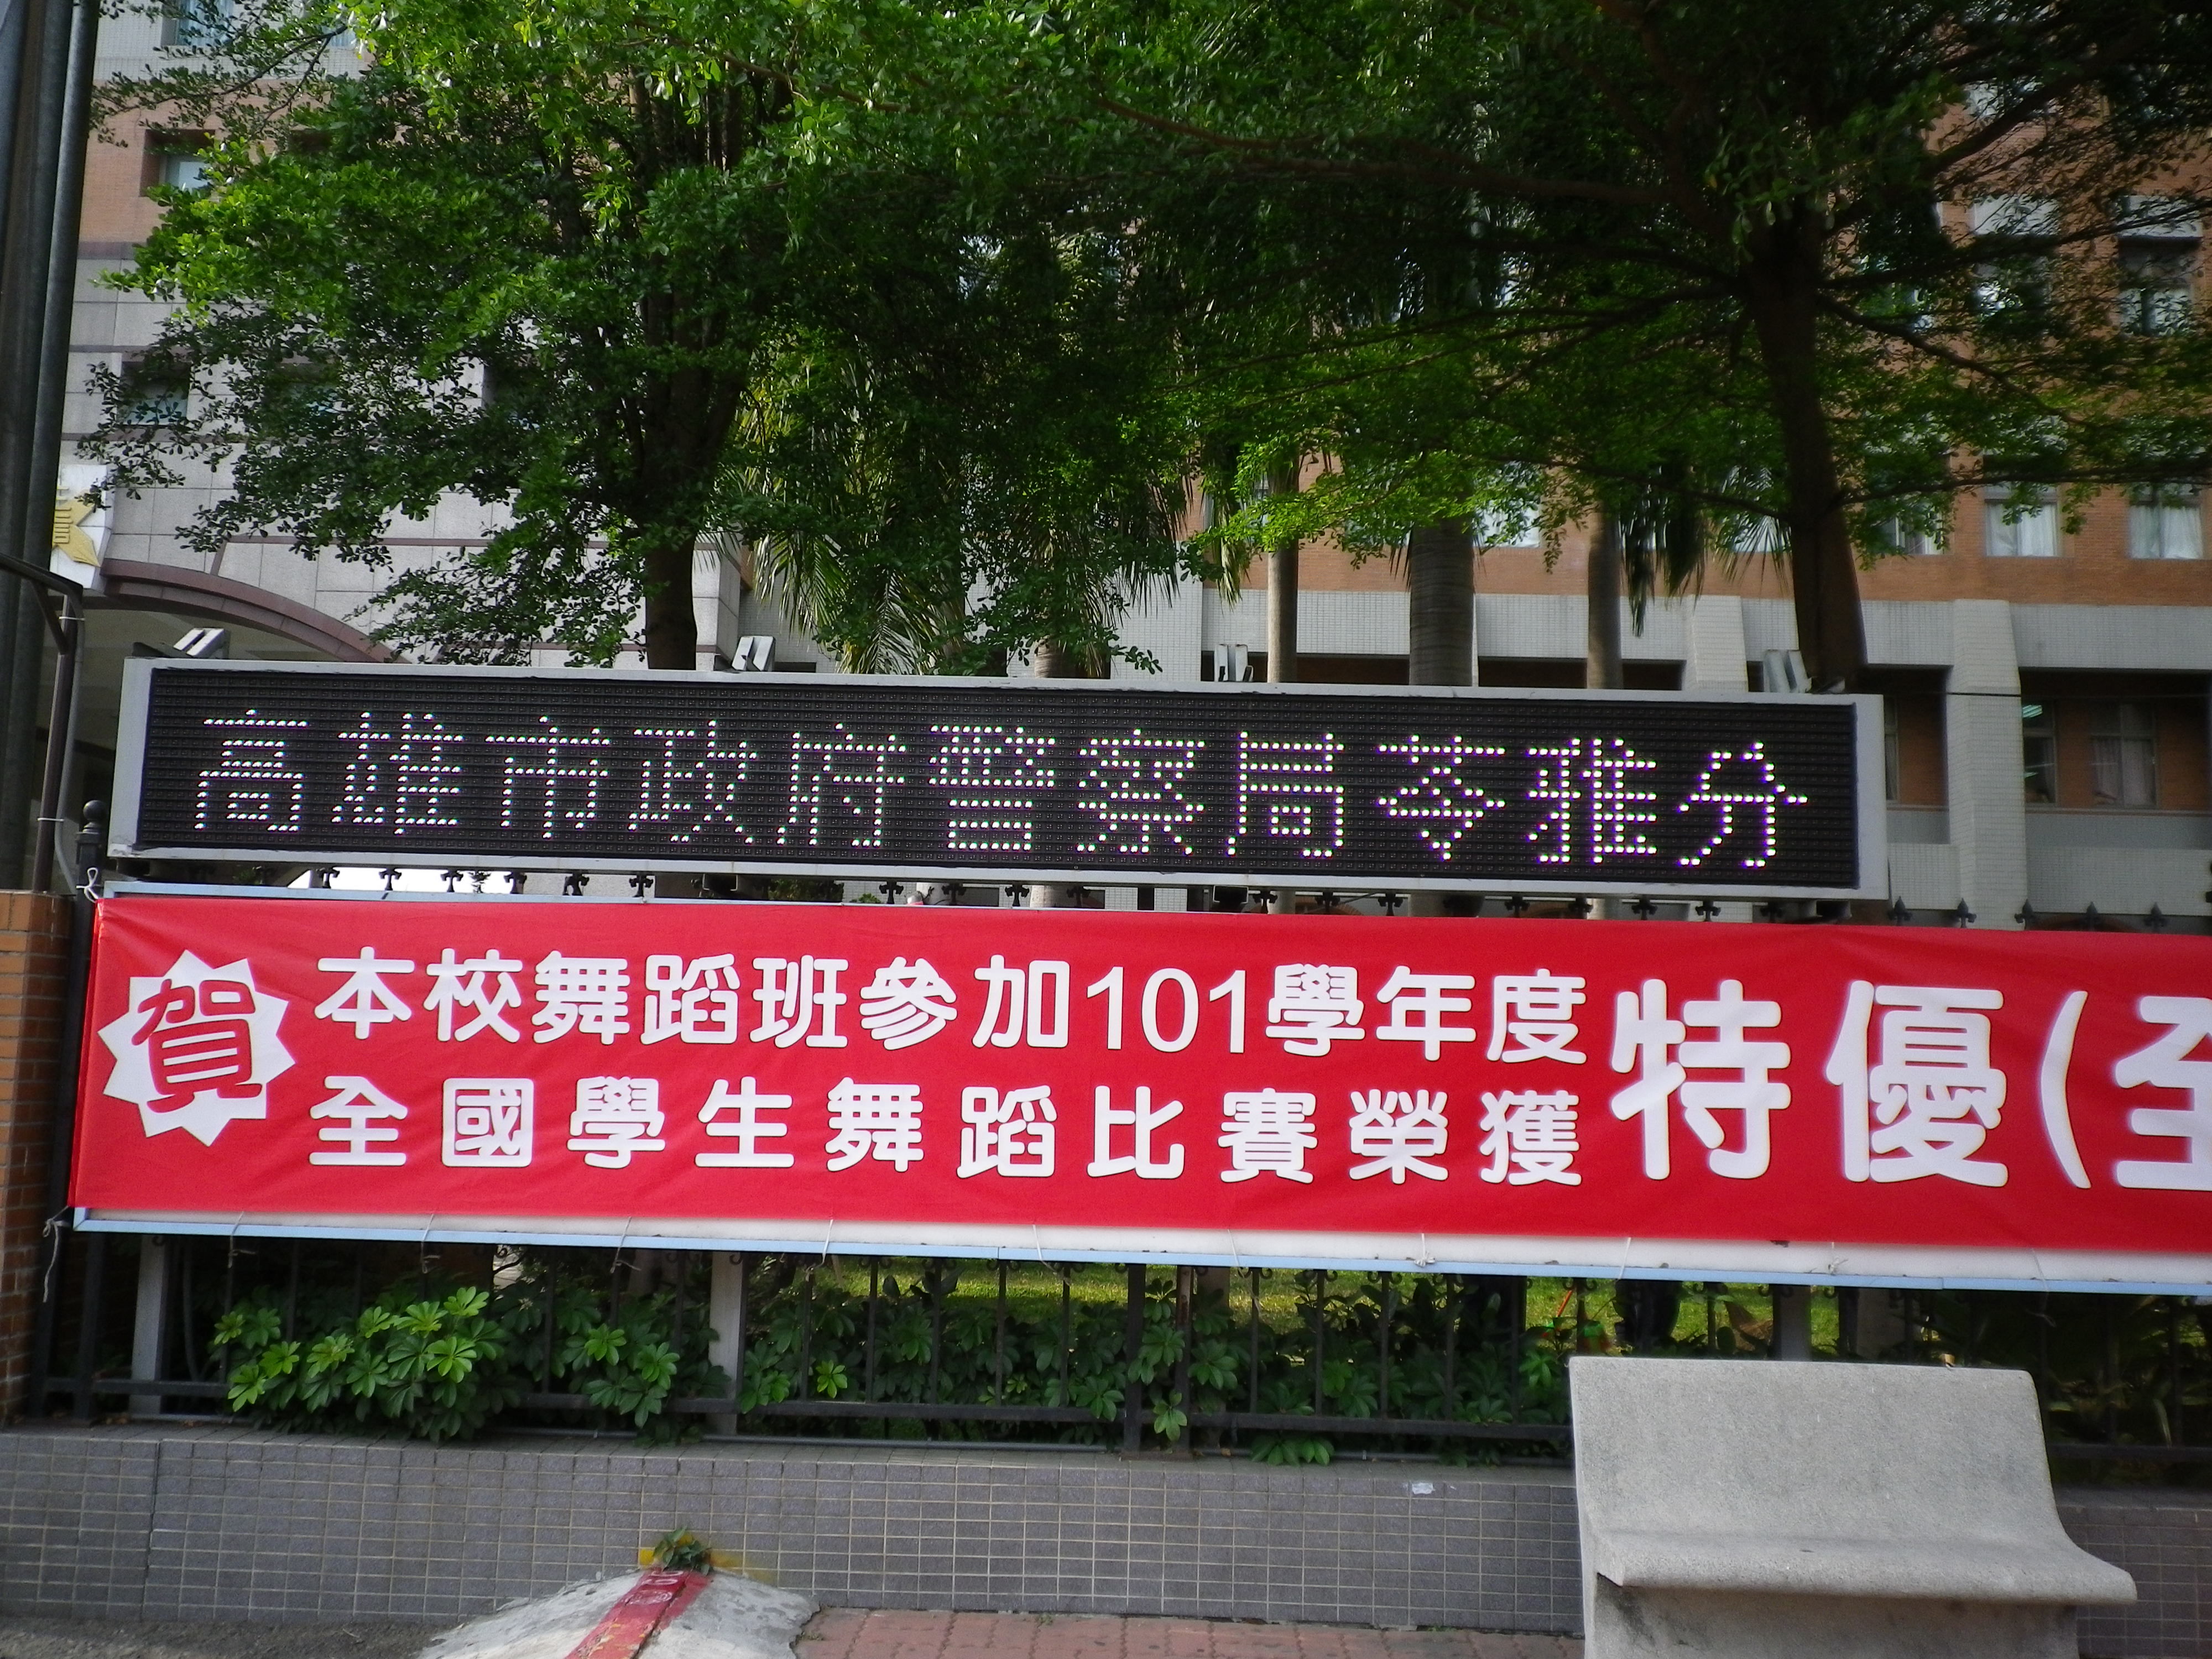 高雄市政府警察局苓雅分
賀
本校舞蹈班參加101學年度
全國學生舞蹈比賽榮獲
特優(全